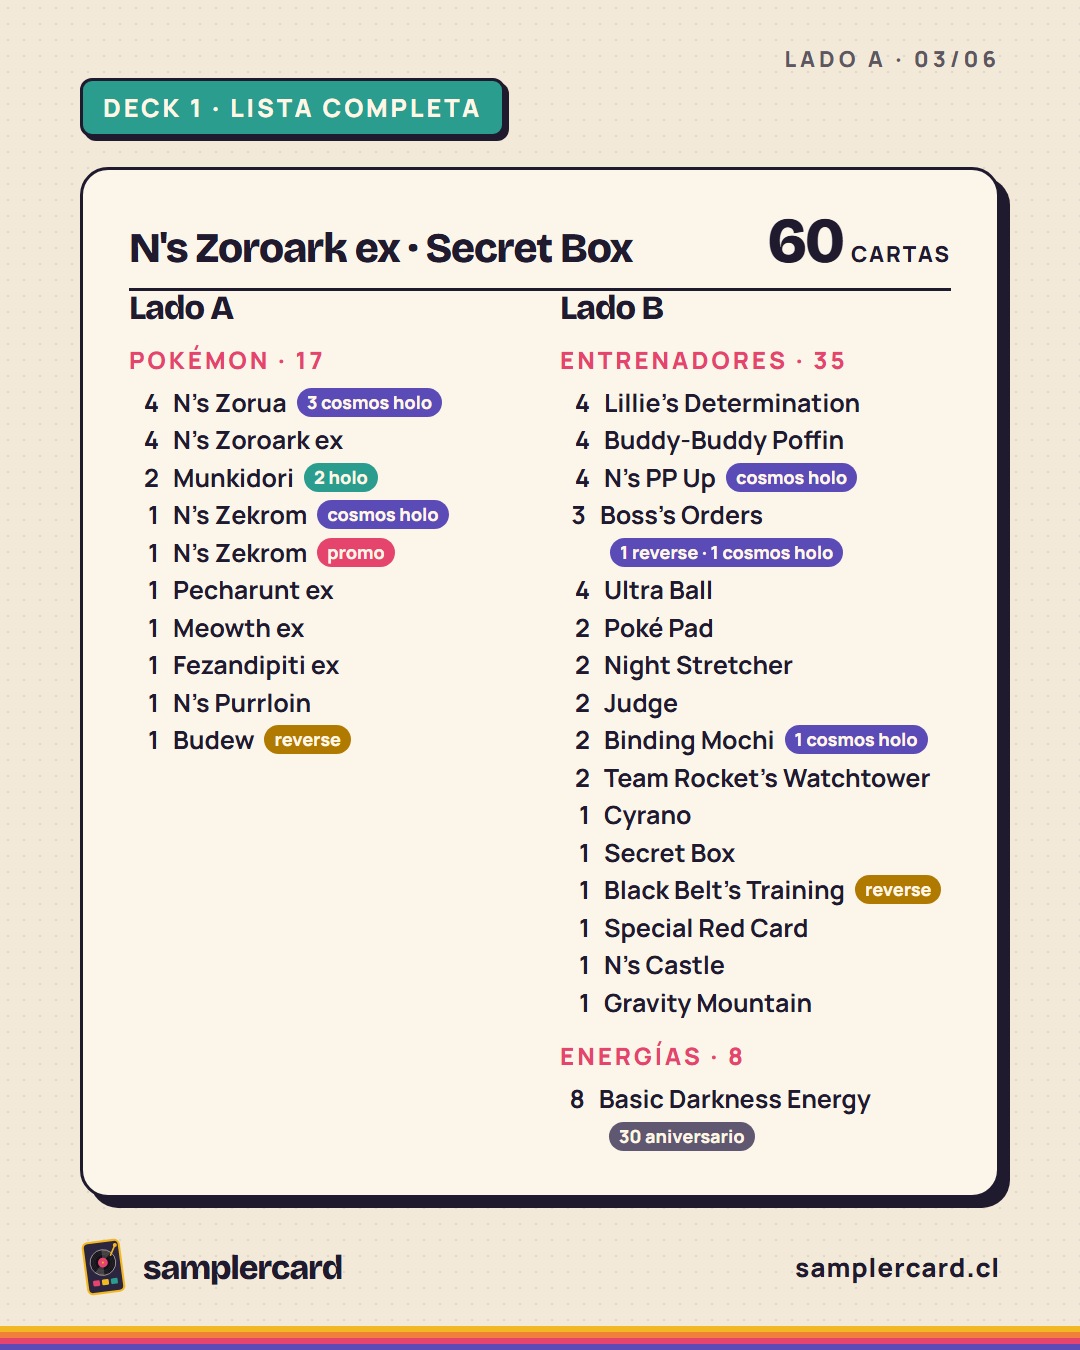 LADO A · 03/06
DECK 1 · LISTA COMPLETA
N's Zoroark ex · Secret Box
60 CARTAS
Lado A
POKÉMON · 17
4 N's Zorua 3 cosmos holo
4 N's Zoroark ex
2 Munkidori 2 holo
1 N's Zekrom cosmos holo
1 N's Zekrom promo
1 Pecharunt ex
1 Meowth ex
1 Fezandipiti ex
1 N's Purrloin
1 Budew reverse
Lado B
ENTRENADORES · 35
4 Lillie's Determination
4 Buddy-Buddy Poffin
4 N's PP Up cosmos holo
3 Boss's Orders
1 reverse · 1 cosmos holo
4 Ultra Ball
2 Poké Pad
2 Night Stretcher
2 Judge
2 Binding Mochi 1 cosmos holo
2 Team Rocket's Watchtower
1 Cyrano
1 Secret Box
1 Black Belt's Training reverse
1 Special Red Card
1 N's Castle
1 Gravity Mountain
ENERGÍAS · 8
8 Basic Darkness Energy
30 aniversario
samplercard
samplercard.cl